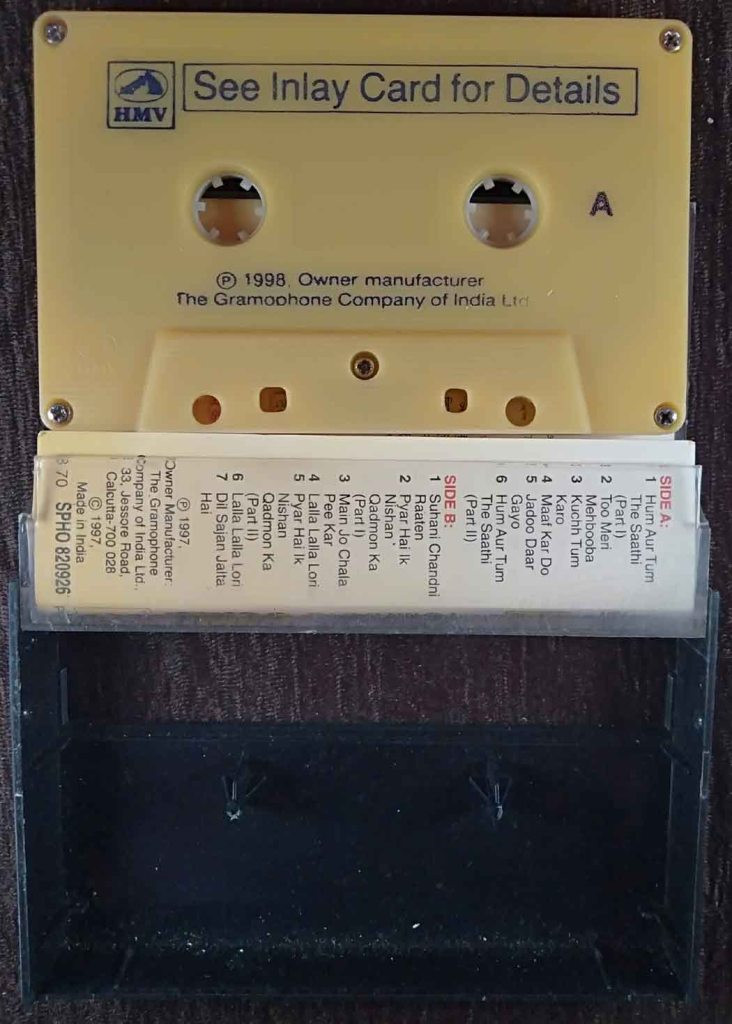 HMV
See Inlay Card for Details
A
Ⓟ 1998, Owner manufacturer
The Gramophone Company of India Ltd
SIDE A:
1 Hum Aur Tum
The Saathi
(Part I)
2 Too Meri
Mehbooba
3 Kuchh Tum
Karo
4 Maaf Kar Do
5 Jadoo Daar
Gayo
6 Hum Aur Tum
The Saathi
(Part II)
SIDE B:
1 Suhani Chandni
Raaten
2 Pyar Hai Ik
Nishan
Qadmon Ka
(Part I)
3 Main Jo Chala
Pee Kar
4 Lalla Lalla Lori
5 Pyar Hai Ik
Nishan
Qadmon Ka
(Part II)
6 Lalla Lalla Lori
7 Dil Sajan Jalta
Hai
Ⓟ 1997,
Owner Manufacturer:
The Gramophone
Company of India Ltd.,
33, Jessore Road,
Calcutta-700 028
© 1997,
Made in India
70 SPHO 820926